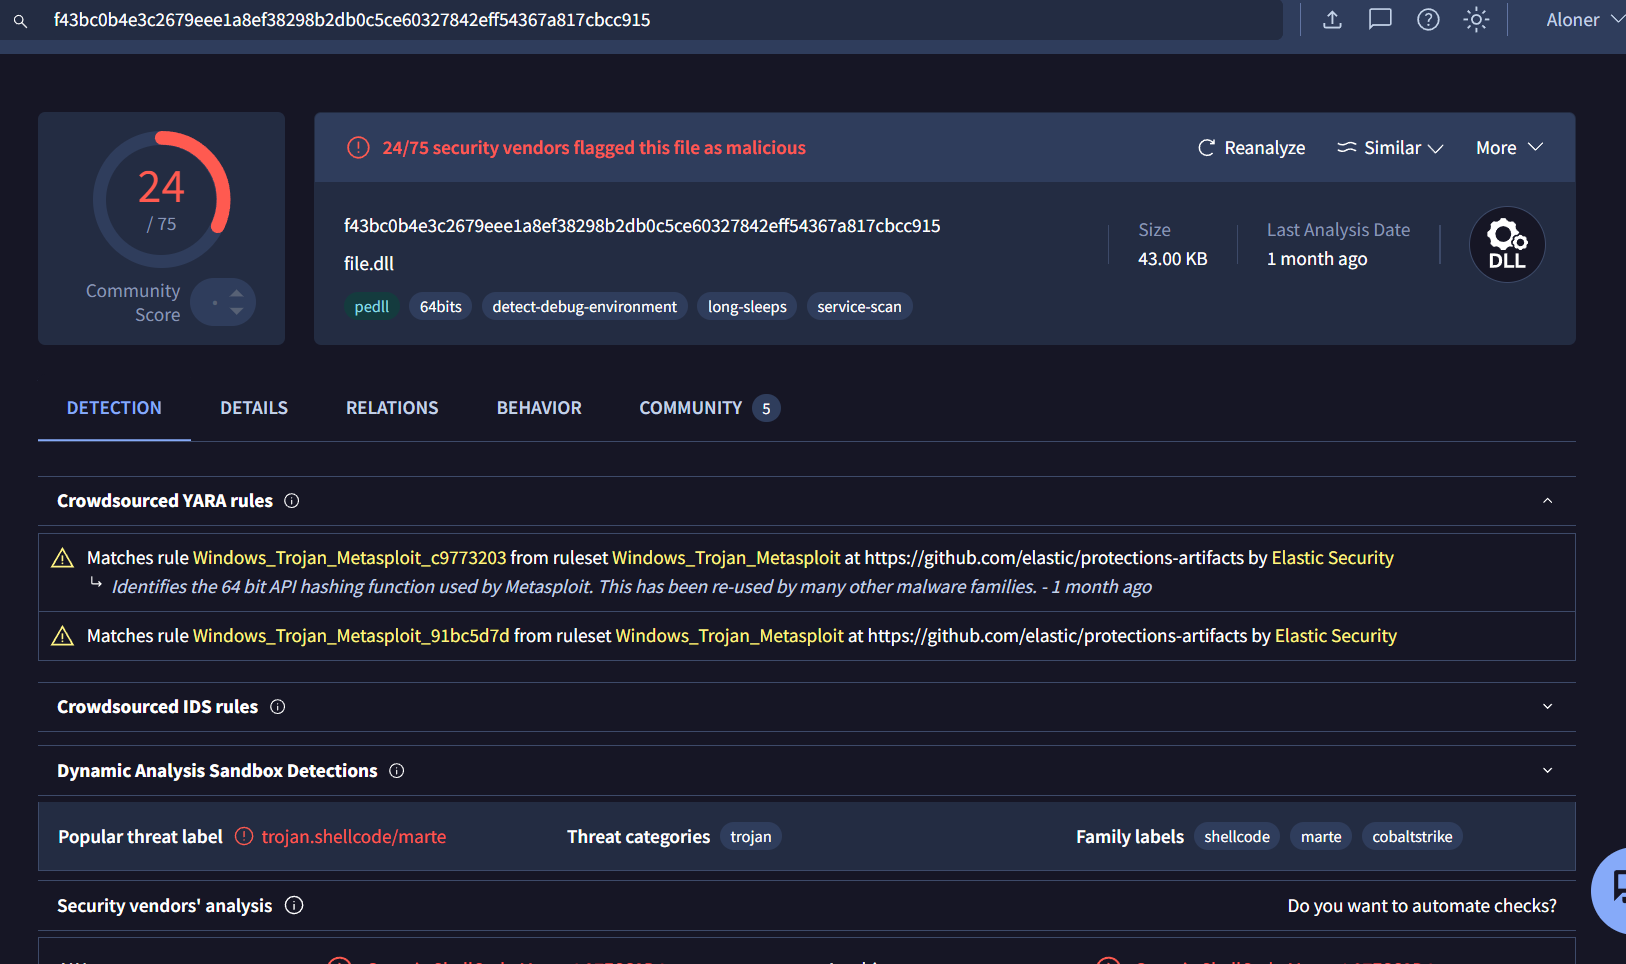 f43bc0b4e3c2679eee1a8ef38298b2db0c5ce60327842eff54367a817cbcc915
Aloner
24
/ 75
Community
Score
24/75 security vendors flagged this file as malicious
Reanalyze
Similar
More
f43bc0b4e3c2679eee1a8ef38298b2db0c5ce60327842eff54367a817cbcc915
file.dll
pedll
64bits
detect-debug-environment
long-sleeps
service-scan
Size
43.00 KB
Last Analysis Date
1 month ago
DLL
DETECTION
DETAILS
RELATIONS
BEHAVIOR
COMMUNITY 5
Crowdsourced YARA rules
Matches rule Windows_Trojan_Metasploit_c9773203 from ruleset Windows_Trojan_Metasploit at https://github.com/elastic/protections-artifacts by Elastic Security
Identifies the 64 bit API hashing function used by Metasploit. This has been re-used by many other malware families. - 1 month ago
Matches rule Windows_Trojan_Metasploit_91bc5d7d from ruleset Windows_Trojan_Metasploit at https://github.com/elastic/protections-artifacts by Elastic Security
Crowdsourced IDS rules
Dynamic Analysis Sandbox Detections
Popular threat label trojan.shellcode/marte
Threat categories trojan
Family labels shellcode marte cobaltstrike
Security vendors' analysis
Do you want to automate checks?